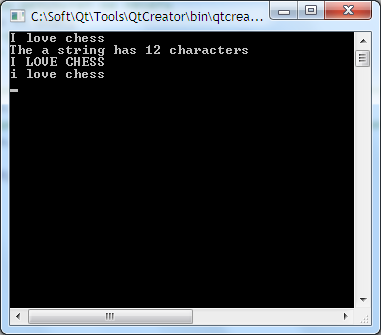 C:\Soft\Qt\Tools\QtCreator\bin\qtcrea...
I love chess
The a string has 12 characters
I LOVE CHESS
i love chess